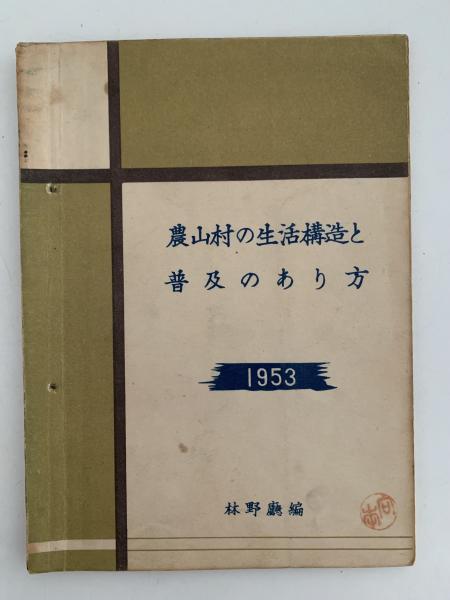 農山村の生活構造と
普及のあり方
1953
林野廳編